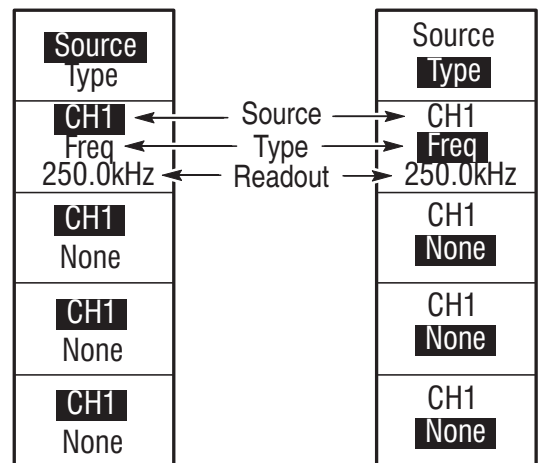 Source
Type
CH1
Freq
250.0kHz
CH1
None
CH1
None
CH1
None
Source
Type
Readout
Source
Type
CH1
Freq
250.0kHz
CH1
None
CH1
None
CH1
None